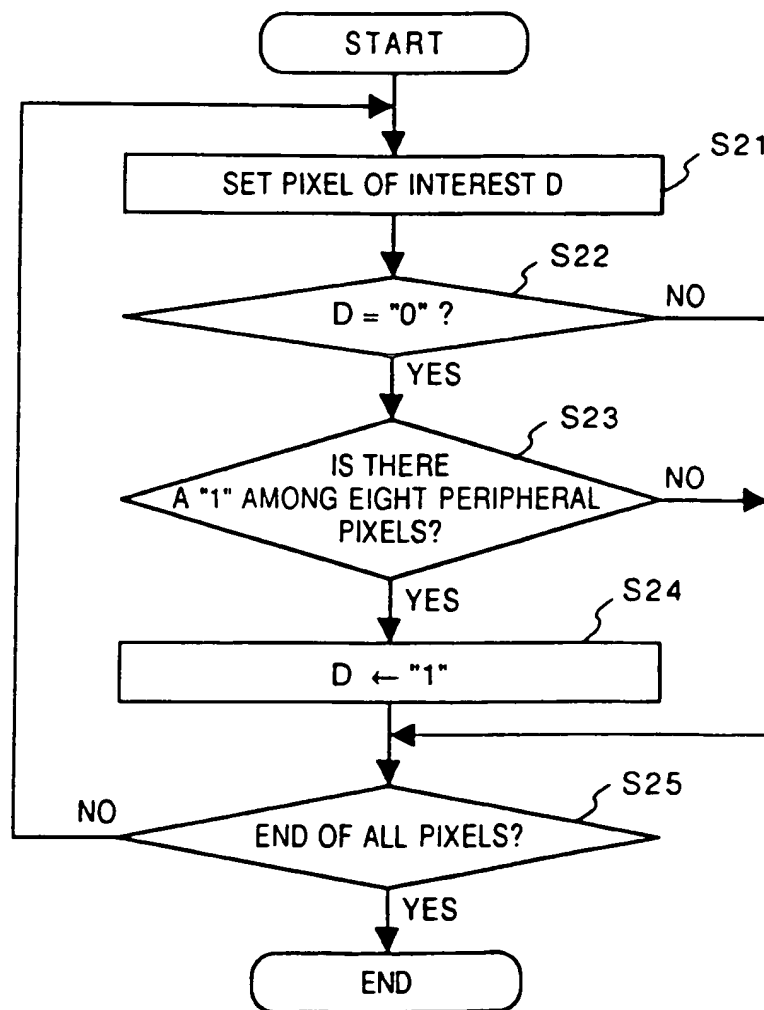 START
S21
SET PIXEL OF INTEREST D
S22
D = "0" ?
NO
YES
S23
IS THERE
A "1" AMONG EIGHT PERIPHERAL
PIXELS?
NO
YES
S24
D ← "1"
S25
NO
END OF ALL PIXELS?
YES
END